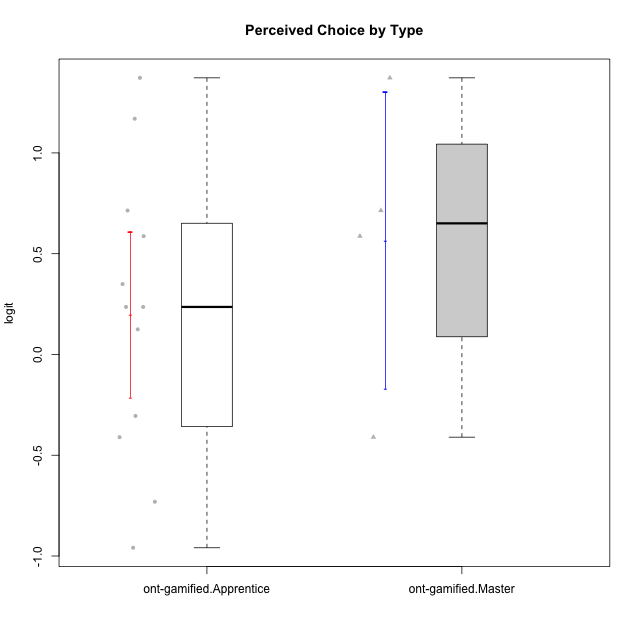 Perceived Choice by Type
logit
1.0
0.5
0.0
-0.5
-1.0
ont-gamified.Apprentice
ont-gamified.Master